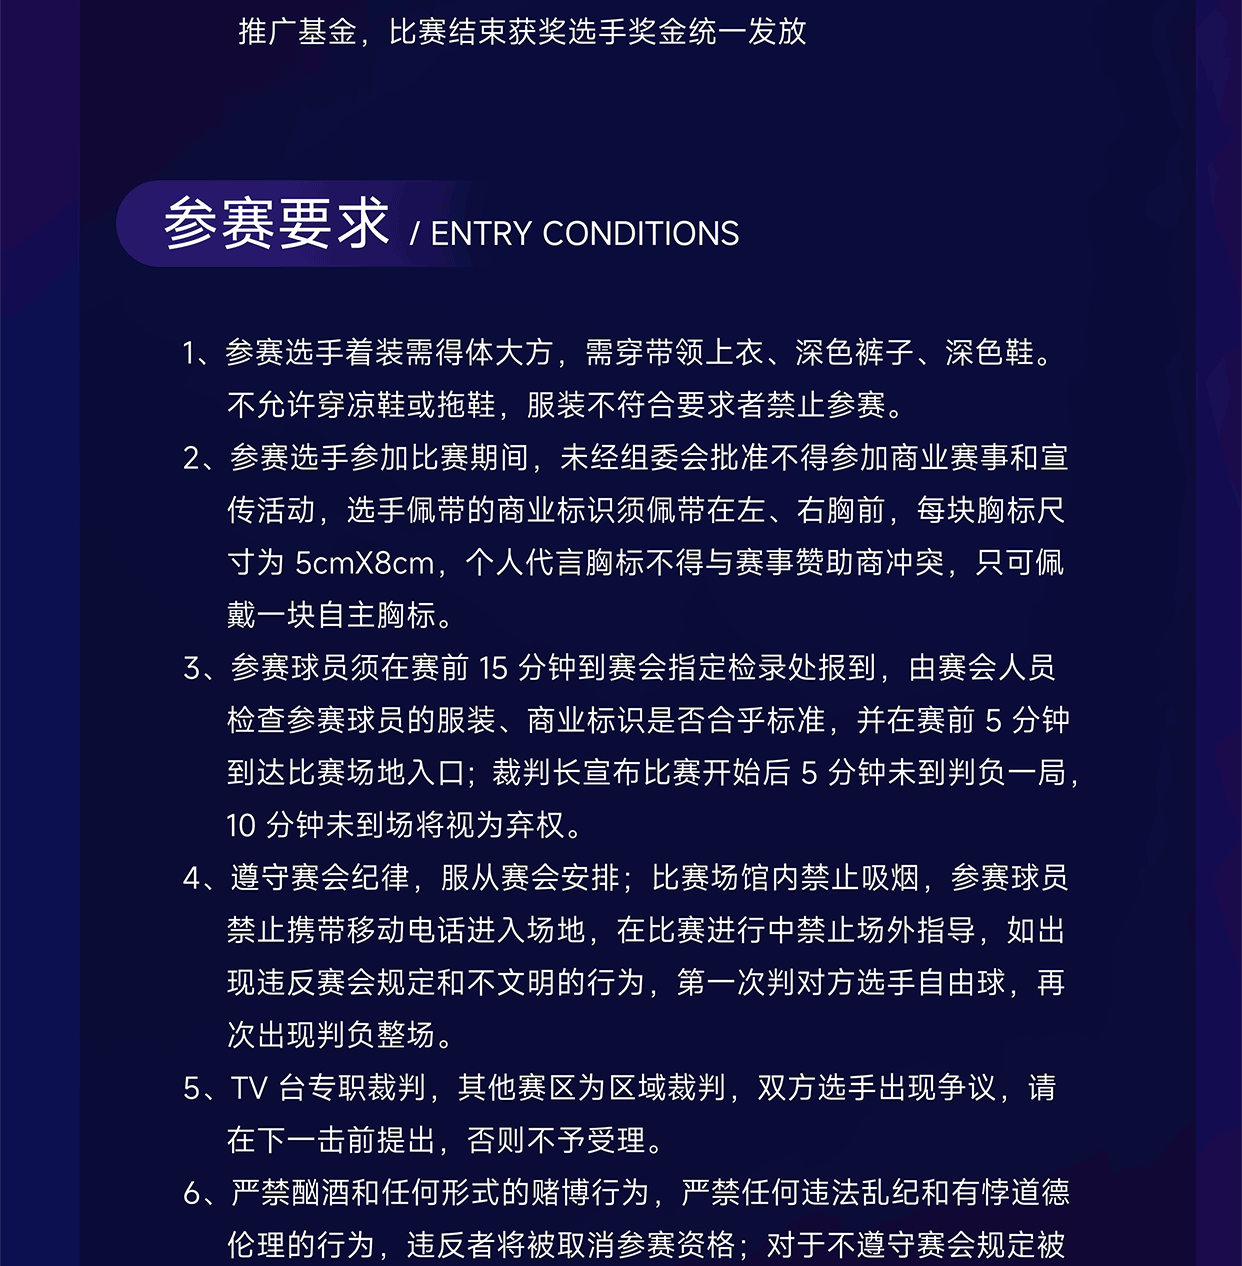 推广基金，比赛结束获奖选手奖金统一发放
参赛要求 / ENTRY CONDITIONS
1、参赛选手着装需得体大方，需穿带领上衣、深色裤子、深色鞋。
不允许穿凉鞋或拖鞋，服装不符合要求者禁止参赛。
2、参赛选手参加比赛期间，未经组委会批准不得参加商业赛事和宣
传活动，选手佩带的商业标识须佩带在左、右胸前，每块胸标尺
寸为 5cmX8cm，个人代言胸标不得与赛事赞助商冲突，只可佩
戴一块自主胸标。
3、参赛球员须在赛前 15 分钟到赛会指定检录处报到，由赛会人员
检查参赛球员的服装、商业标识是否合乎标准，并在赛前 5 分钟
到达比赛场地入口；裁判长宣布比赛开始后 5 分钟未到判负一局，
10 分钟未到场将视为弃权。
4、遵守赛会纪律，服从赛会安排；比赛场馆内禁止吸烟，参赛球员
禁止携带移动电话进入场地，在比赛进行中禁止场外指导，如出
现违反赛会规定和不文明的行为，第一次判对方选手自由球，再
次出现判负整场。
5、TV 台专职裁判，其他赛区为区域裁判，双方选手出现争议，请
在下一击前提出，否则不予受理。
6、严禁酗酒和任何形式的赌博行为，严禁任何违法乱纪和有悖道德
伦理的行为，违反者将被取消参赛资格；对于不遵守赛会规定被